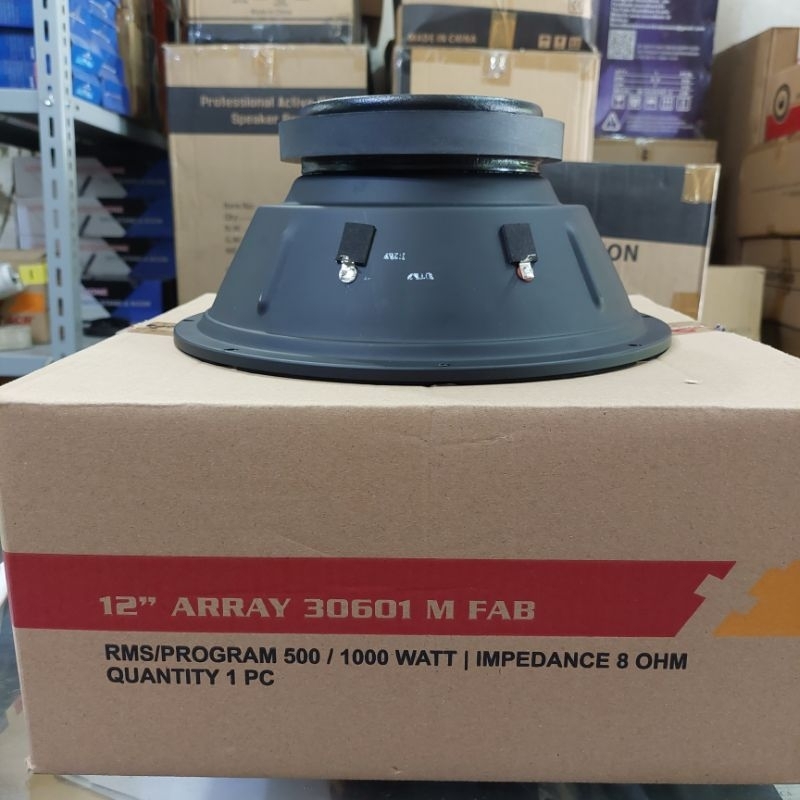 Professional Active
Speaker
MADE IN CHINA
ON
12” ARRAY 30601 M FAB
RMS/PROGRAM 500 / 1000 WATT | IMPEDANCE 8 OHM
QUANTITY 1 PC